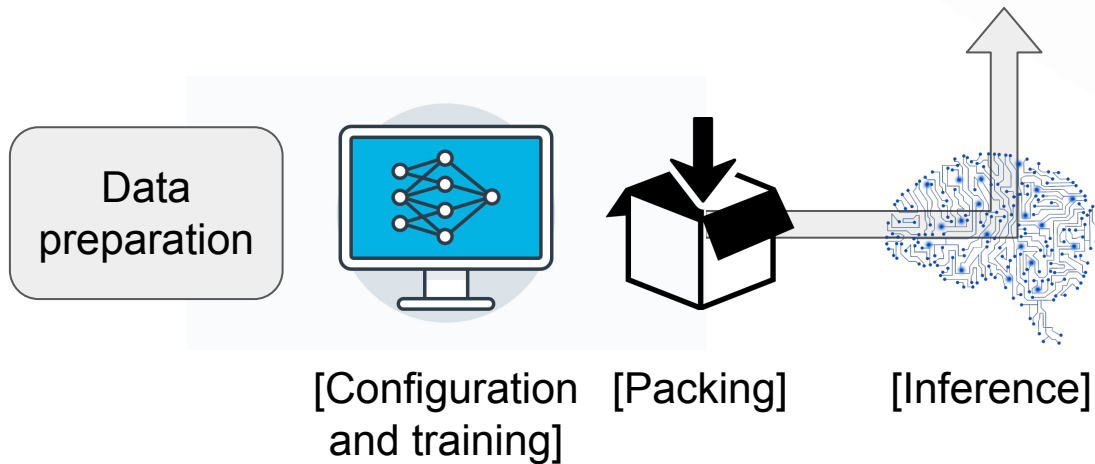 Data
preparation
[Configuration
and training]
[Packing]
[Inference]